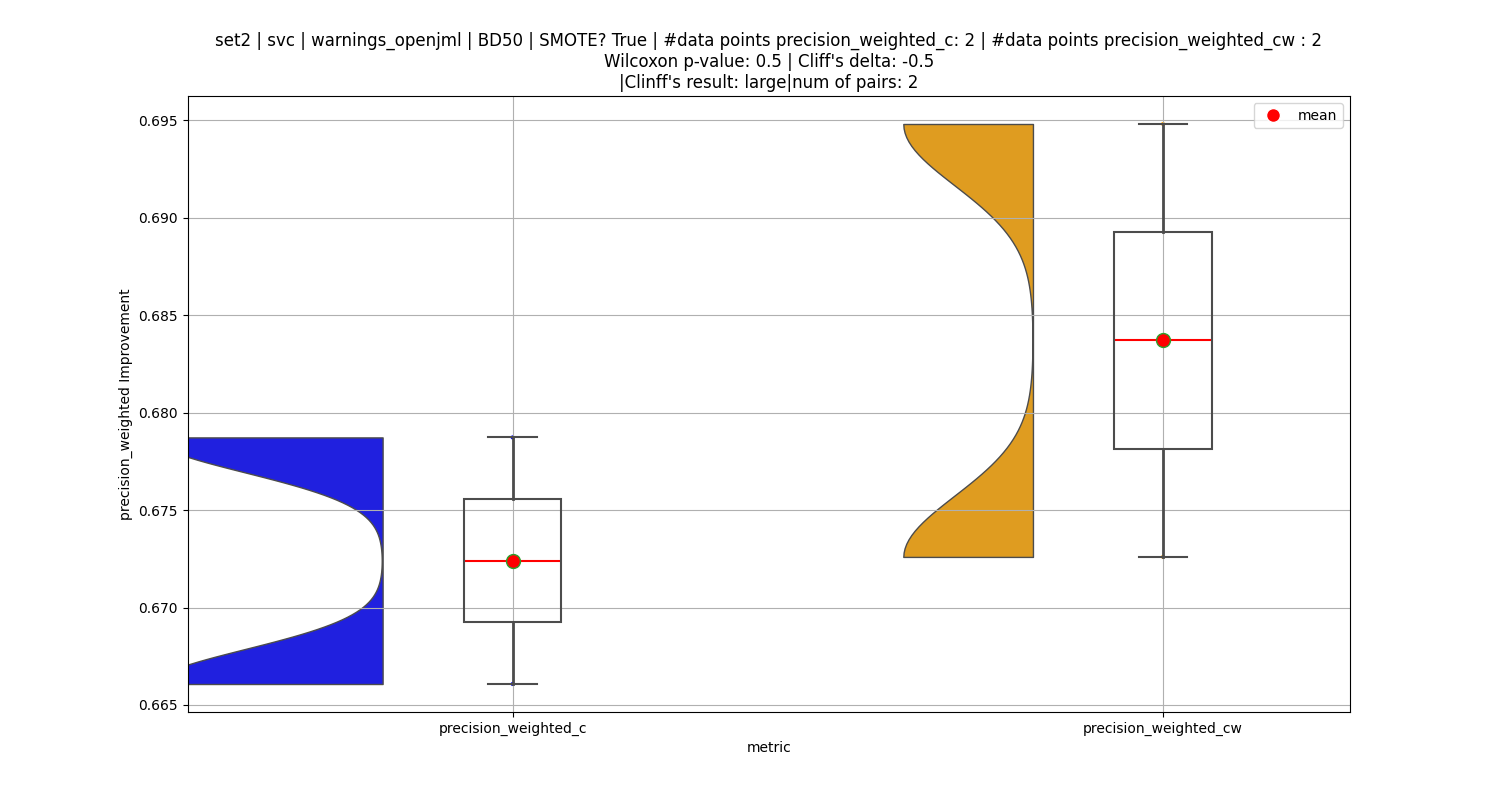 set2 | svc | warnings_openjml | BD50 | SMOTE? True | #data points precision_weighted_c: 2 | #data points precision_weighted_cw : 2
Wilcoxon p-value: 0.5 | Cliff's delta: -0.5
|Clinff's result: large|num of pairs: 2
mean
0.695
0.690
0.685
0.680
0.675
0.670
0.665
precision_weighted Improvement
precision_weighted_c
precision_weighted_cw
metric